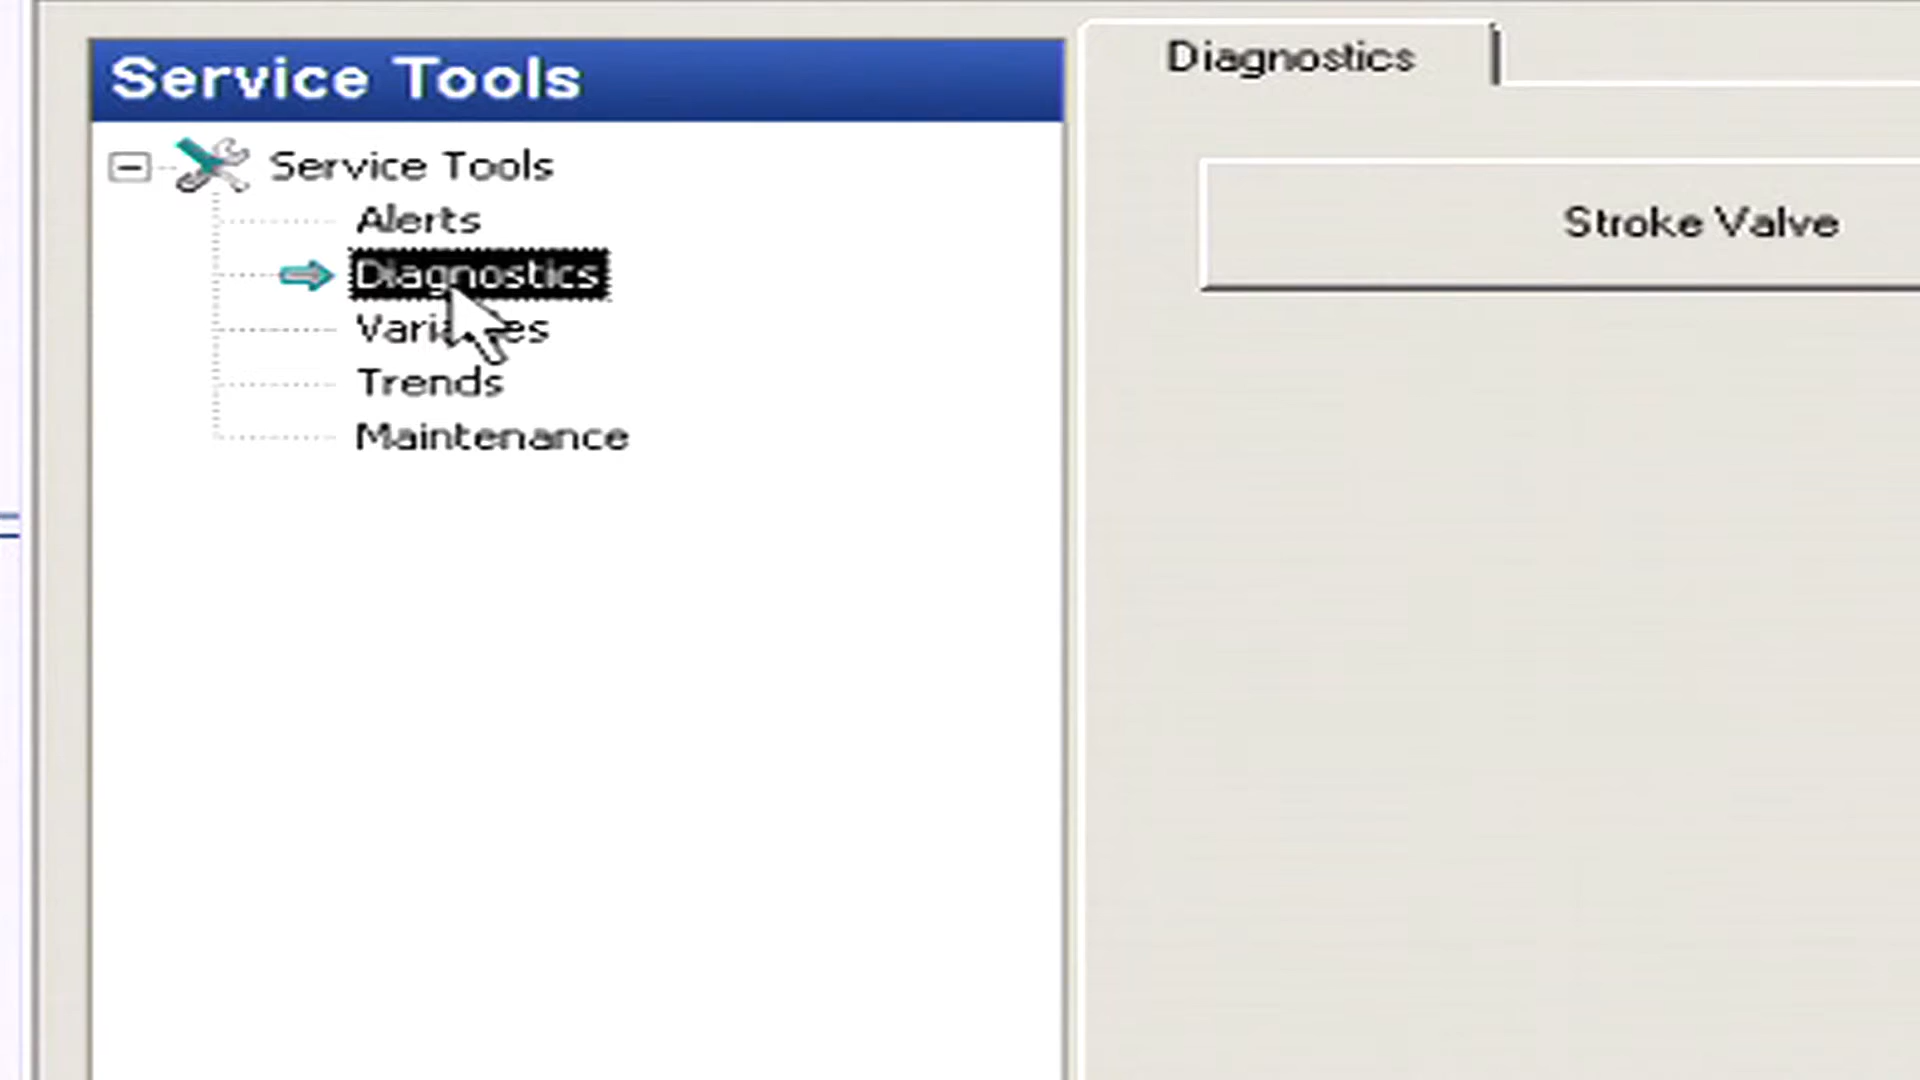 Service Tools
Service Tools
Alerts
Diagnostics
Trends
Maintenance
Diagnostics
Stroke Valve